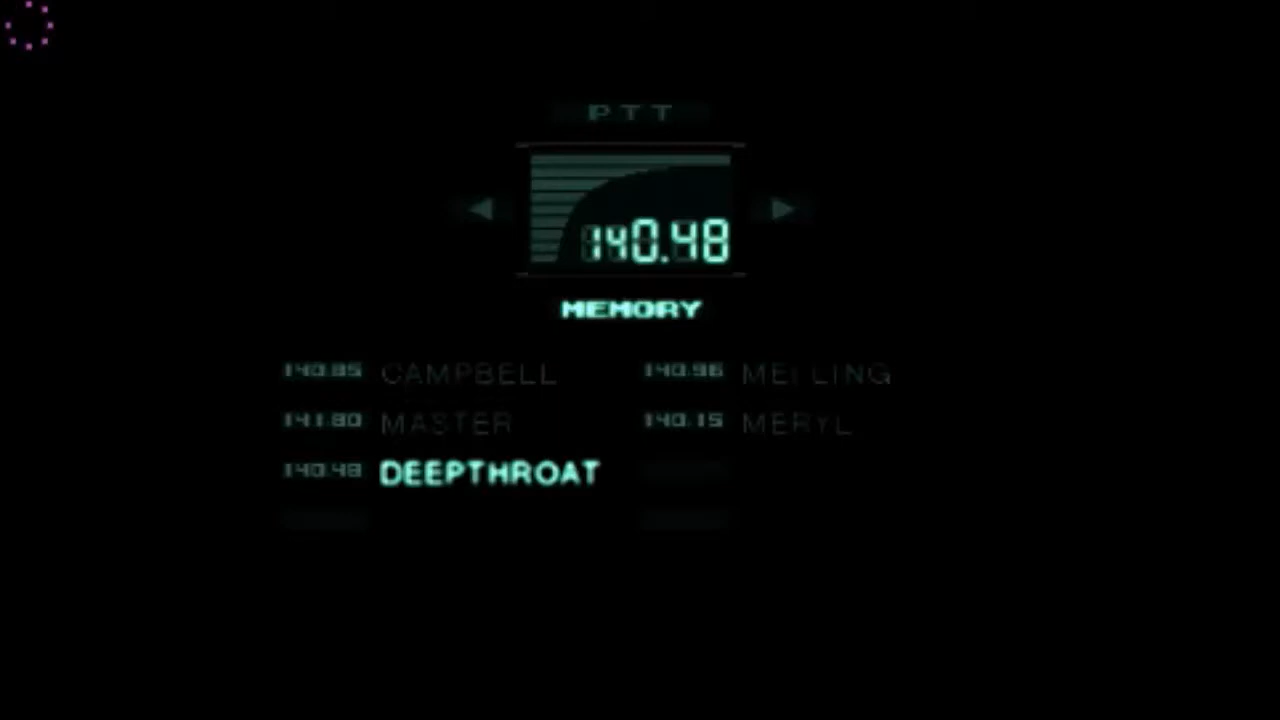 PTT
140.48
MEMORY
140.85 CAMPBELL 140.96 MEI LING
141.80 MASTER 140.15 MERYL
140.48 DEEPTHROAT